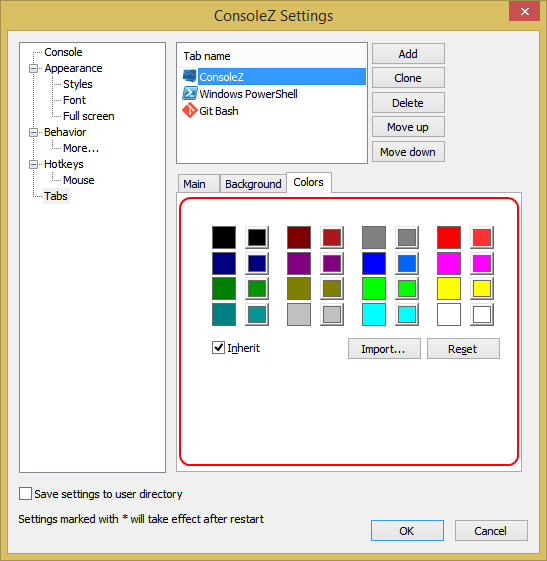 ConsoleZ Settings
Console
Appearance
Styles
Font
Full screen
Behavior
More...
Hotkeys
Mouse
Tabs
Tab name
ConsoleZ
Windows PowerShell
Git Bash
Add
Clone
Delete
Move up
Move down
Main
Background
Colors
Inherit
Import...
Reset
Save settings to user directory
Settings marked with * will take effect after restart
OK
Cancel